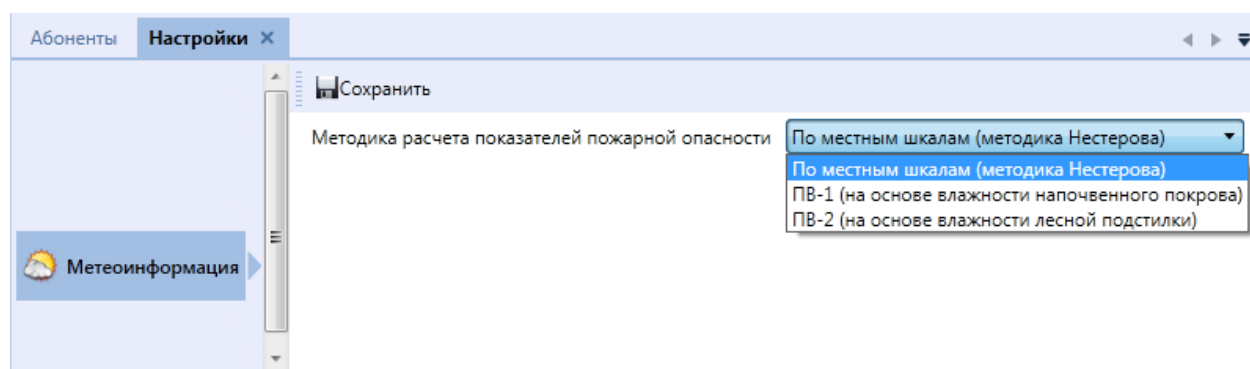 Абоненты Настройки
Сохранить
Методика расчета показателей пожарной опасности По местным шкалам (методика Нестерова)
По местным шкалам (методика Нестерова)
ПВ-1 (на основе влажности напочвенного покрова)
ПВ-2 (на основе влажности лесной подстилки)
Метеоинформация